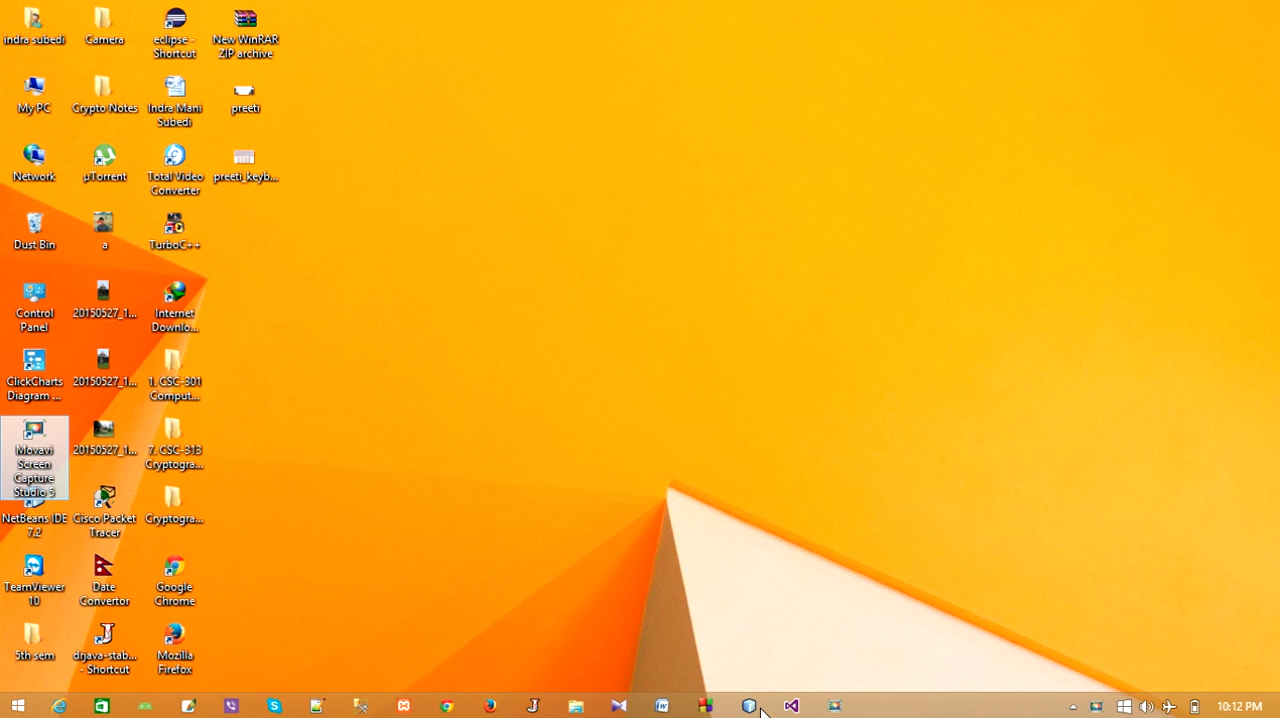 indra subedi
Camera
eclipse -
Shortcut
New WinRAR
ZIP archive
My PC
Crypto Notes
Indra Mani
Subedi
preeti
Network
µTorrent
Total Video
Converter
preeti_keyb...
Dust Bin
a
TurboC++
Control
Panel
20150527_1...
Internet
Downlo...
ClickCharts
Diagram ...
20150527_1...
1. CSC-301
Comput...
Movavi
Screen
Capture
Studio 5
20150527_1...
7. CSC-313
Cryptogra...
NetBeans IDE
7.2
Cisco Packet
Tracer
Cryptogra...
TeamViewer
10
Date
Convertor
Google
Chrome
5th sem
drjava-stab...
- Shortcut
Mozilla
Firefox
10:12 PM